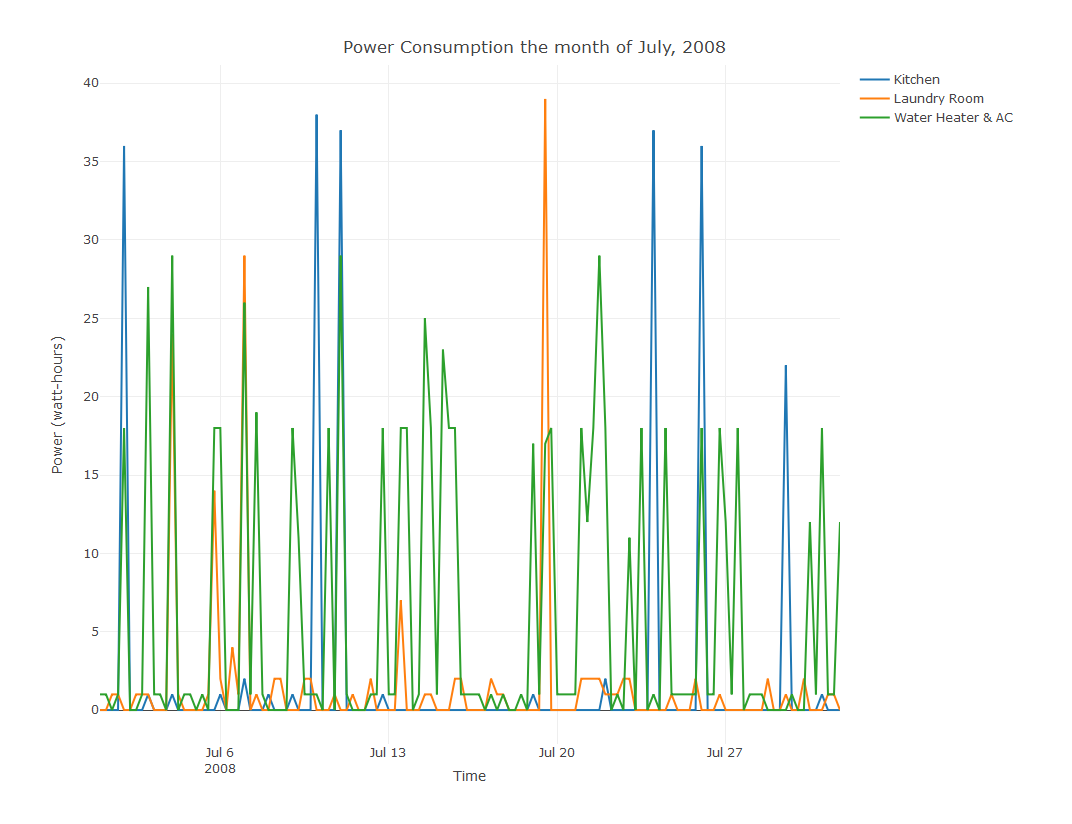 Power Consumption the month of July, 2008
Kitchen
Laundry Room
Water Heater & AC
40
35
30
25
20
15
10
5
0
Power (watt-hours)
Jul 6
2008
Jul 13
Jul 20
Jul 27
Time